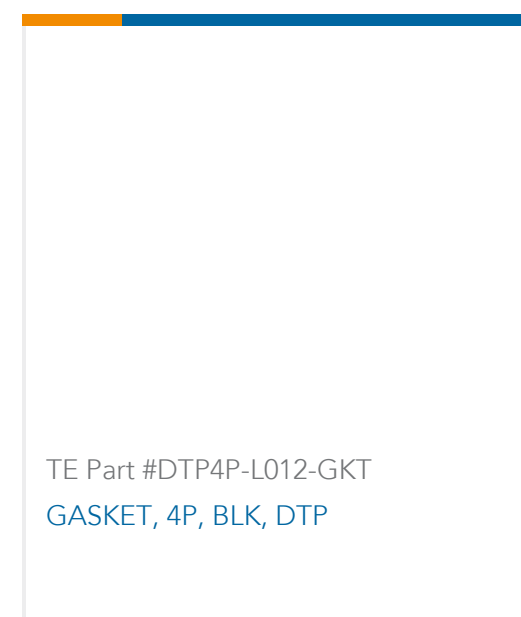 TE Part #DTP4P-L012-GKT
GASKET, 4P, BLK, DTP